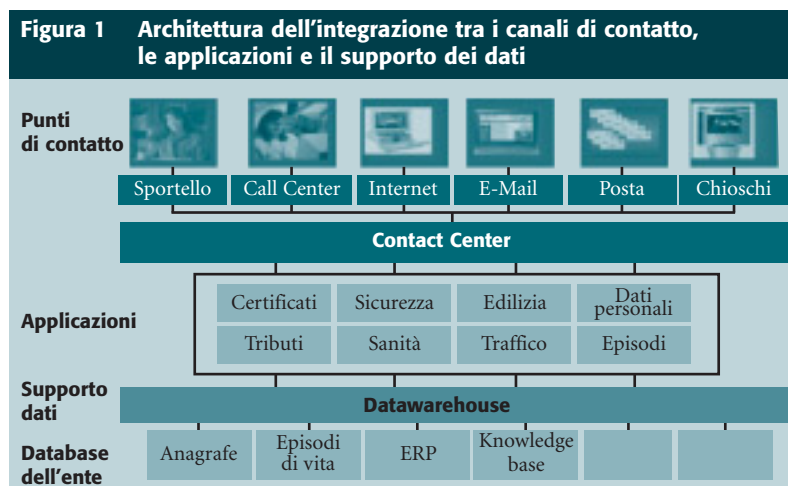 Figura 1 Architettura dell'integrazione tra i canali di contatto,
le applicazioni e il supporto dei dati
Punti
di contatto
Sportello Call Center Internet E-Mail Posta Chioschi
Contact Center
Applicazioni
Certificati Sicurezza Edilizia Dati
personali
Tributi Sanità Traffico Episodi
Supporto
dati
Datawarehouse
Database
dell'ente
Anagrafe Episodi
di vita ERP Knowledge
base